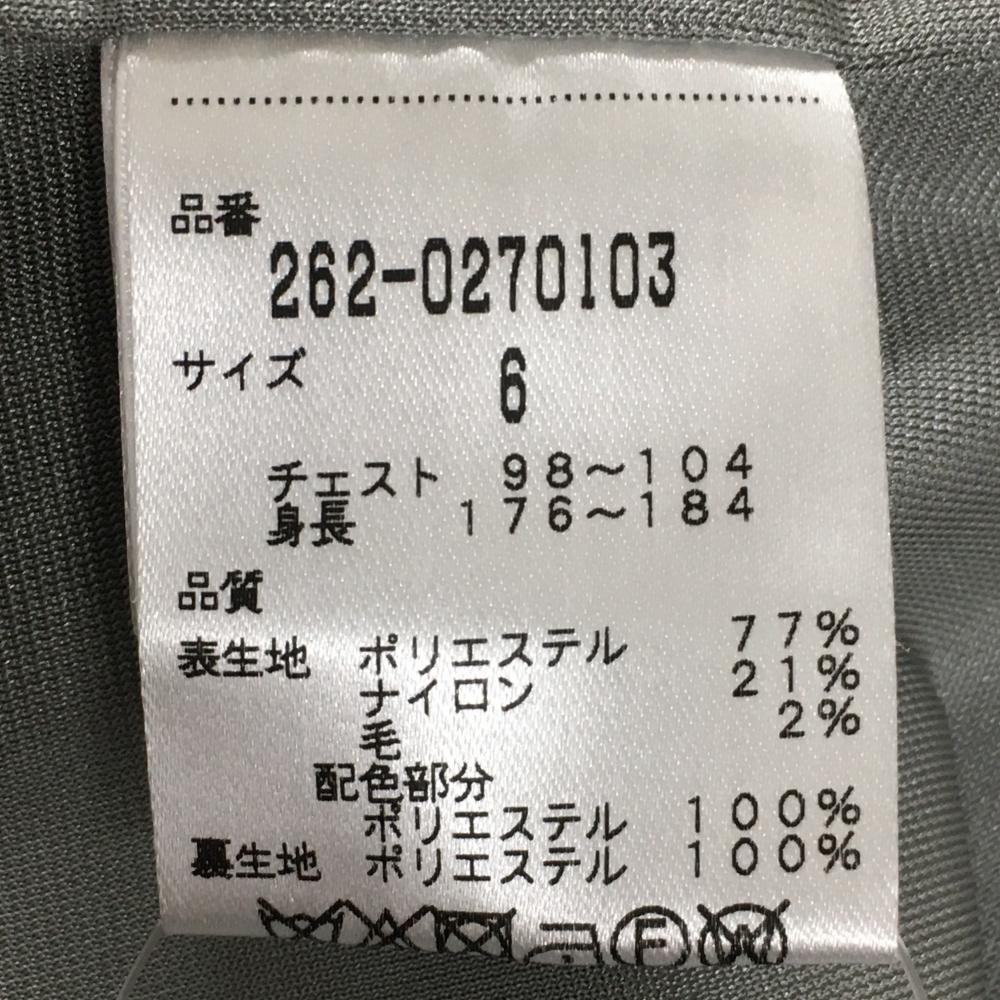 品番
262-0270103
サイズ 6
チェスト 98〜104
身長 176〜184
品質
表生地 ポリエステル 77%
ナイロン 21%
毛 2%
配色部分
ポリエステル 100%
裏生地 ポリエステル 100%
F
W